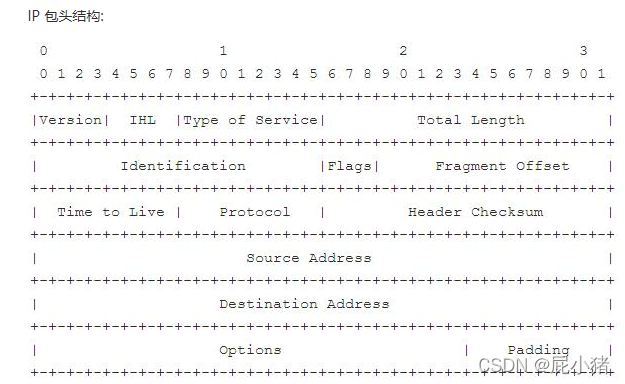 IP 包头结构:
0                   1                   2                   3
0 1 2 3 4 5 6 7 8 9 0 1 2 3 4 5 6 7 8 9 0 1 2 3 4 5 6 7 8 9 0 1
+-+-+-+-+-+-+-+-+-+-+-+-+-+-+-+-+-+-+-+-+-+-+-+-+-+-+-+-+-+-+-+-+
|Version|  IHL  |Type of Service|          Total Length         |
+-+-+-+-+-+-+-+-+-+-+-+-+-+-+-+-+-+-+-+-+-+-+-+-+-+-+-+-+-+-+-+-+
|         Identification        |Flags|      Fragment Offset    |
+-+-+-+-+-+-+-+-+-+-+-+-+-+-+-+-+-+-+-+-+-+-+-+-+-+-+-+-+-+-+-+-+
|  Time to Live |    Protocol   |         Header Checksum       |
+-+-+-+-+-+-+-+-+-+-+-+-+-+-+-+-+-+-+-+-+-+-+-+-+-+-+-+-+-+-+-+-+
|                       Source Address                          |
+-+-+-+-+-+-+-+-+-+-+-+-+-+-+-+-+-+-+-+-+-+-+-+-+-+-+-+-+-+-+-+-+
|                    Destination Address                        |
+-+-+-+-+-+-+-+-+-+-+-+-+-+-+-+-+-+-+-+-+-+-+-+-+-+-+-+-+-+-+-+-+
|                    Options                    |    Padding    |
+-+-+-+-+-+-+-+-+-+-+-+-+-+-+-+-+-+-+-+-+-+-+-+-+-+-+-+-+-+-+-+-+
CSDN @屁小猪